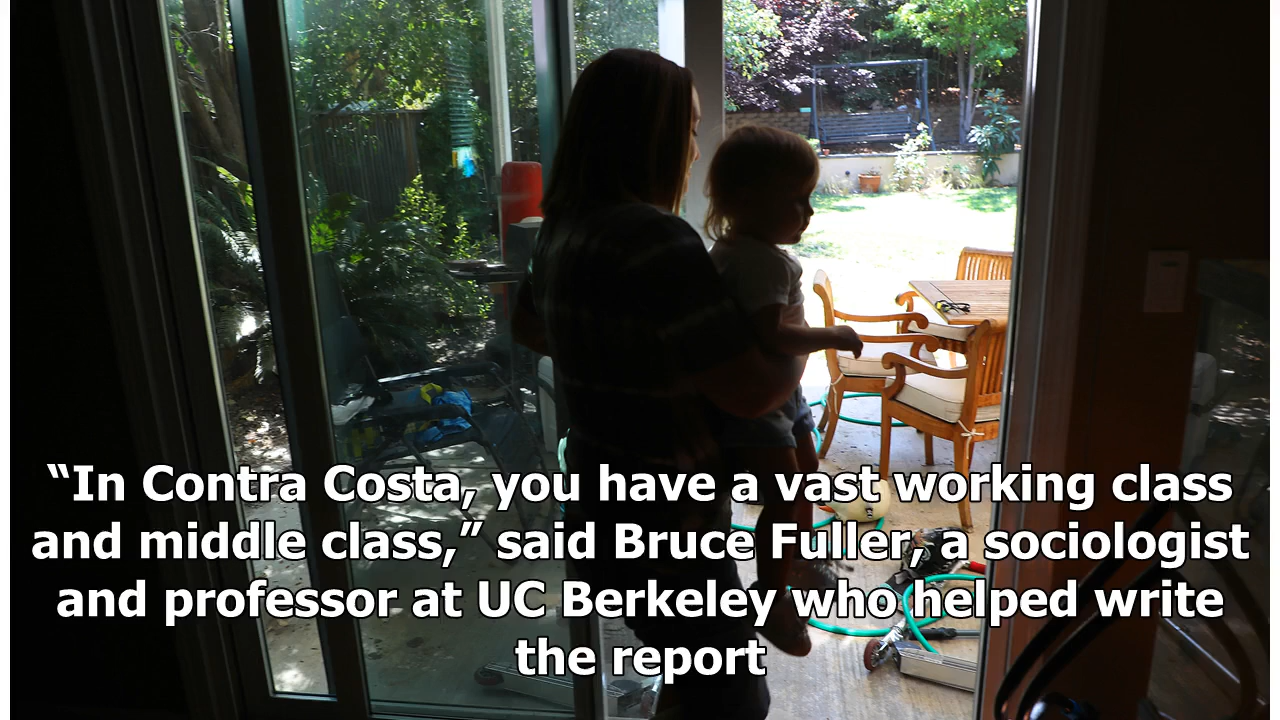 “In Contra Costa, you have a vast working class
and middle class,” said Bruce Fuller, a sociologist
and professor at UC Berkeley who helped write
the report